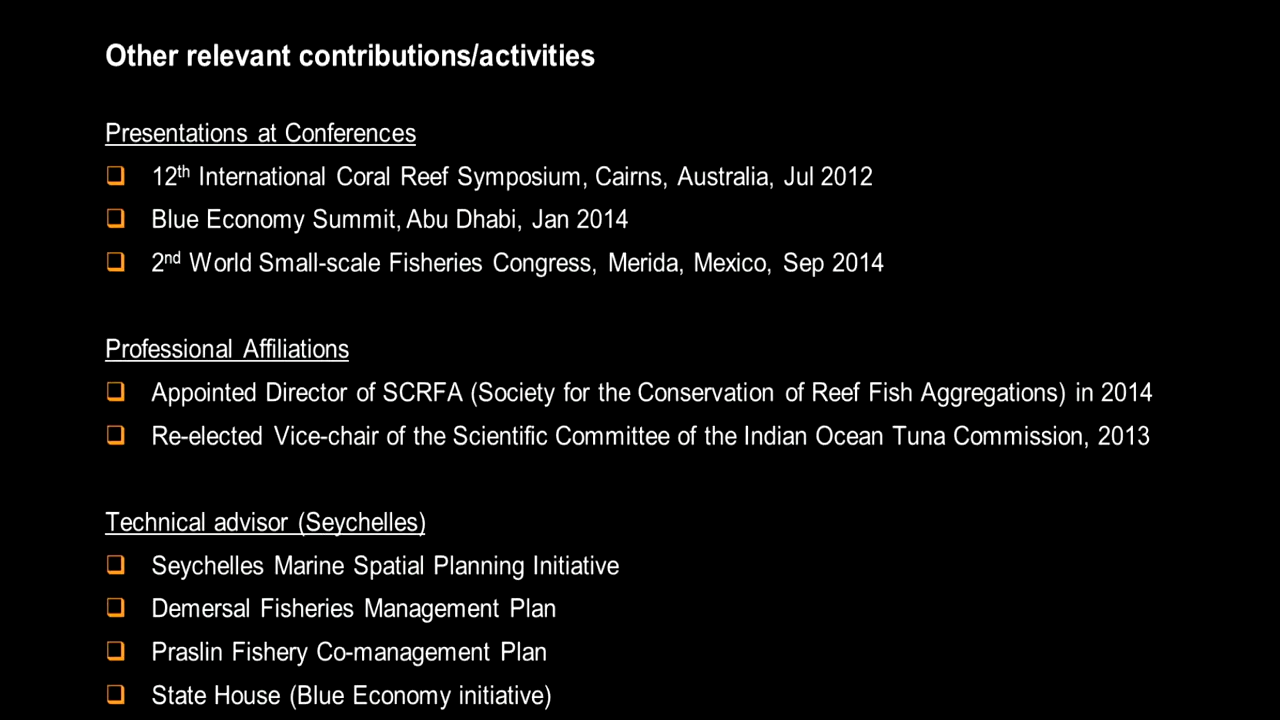 Other relevant contributions/activities
Presentations at Conferences
❑ 12th International Coral Reef Symposium, Cairns, Australia, Jul 2012
❑ Blue Economy Summit, Abu Dhabi, Jan 2014
❑ 2nd World Small-scale Fisheries Congress, Merida, Mexico, Sep 2014
Professional Affiliations
❑ Appointed Director of SCRFA (Society for the Conservation of Reef Fish Aggregations) in 2014
❑ Re-elected Vice-chair of the Scientific Committee of the Indian Ocean Tuna Commission, 2013
Technical advisor (Seychelles)
❑ Seychelles Marine Spatial Planning Initiative
❑ Demersal Fisheries Management Plan
❑ Praslin Fishery Co-management Plan
❑ State House (Blue Economy initiative)